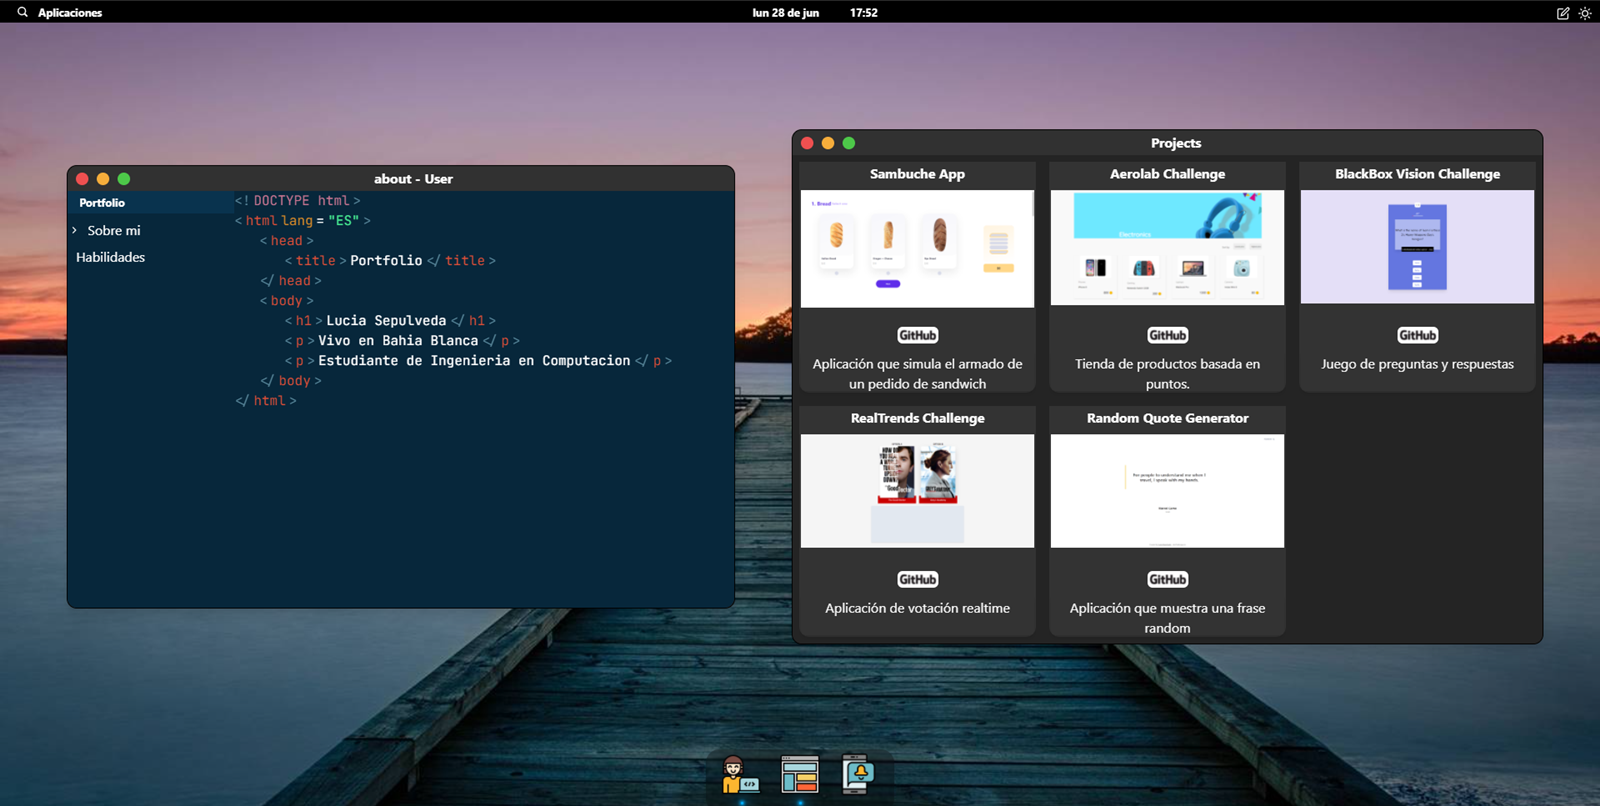 Aplicaciones
lun 28 de jun 17:52
about - User
Portfolio
Sobre mi
Habilidades
<! DOCTYPE html >
< html lang = "ES" >
< head >
< title > Portfolio </ title >
</ head >
< body >
< h1 > Lucia Sepulveda </ h1 >
< p > Vivo en Bahia Blanca </ p >
< p > Estudiante de Ingenieria en Computacion </ p >
</ body >
</ html >
Projects
Sambuche App
1. Bread
GitHub
Aplicación que simula el armado de
un pedido de sandwich
Aerolab Challenge
Electronics
GitHub
Tienda de productos basada en
puntos.
BlackBox Vision Challenge
GitHub
Juego de preguntas y respuestas
RealTrends Challenge
GitHub
Aplicación de votación realtime
Random Quote Generator
GitHub
Aplicación que muestra una frase
random